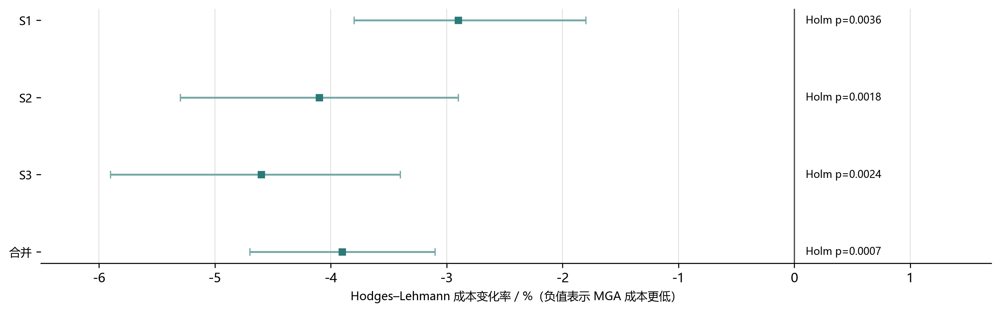 S1
Holm p=0.0036
S2
Holm p=0.0018
S3
Holm p=0.0024
合并
Holm p=0.0007
-6 -5 -4 -3 -2 -1 0 1
Hodges–Lehmann 成本变化率 / %（负值表示 MGA 成本更低）